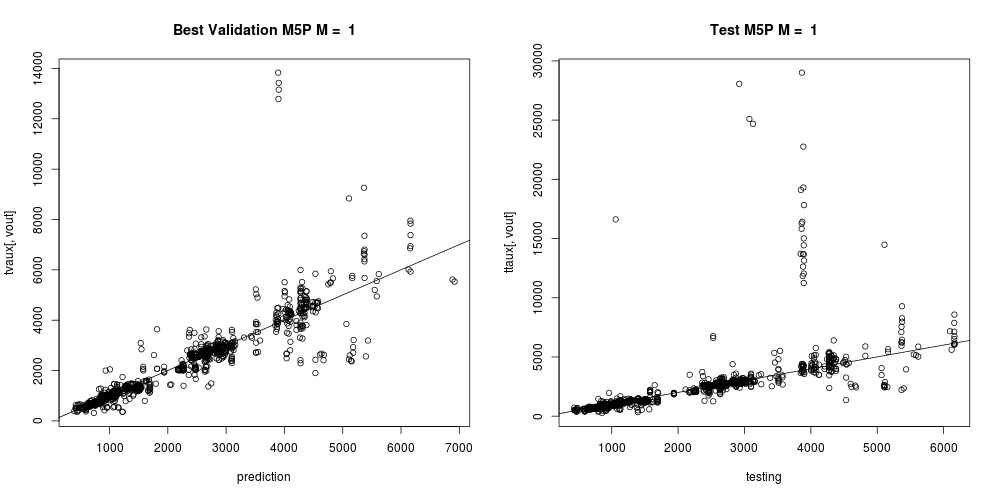 Best Validation M5P M = 1
tvaux[, vout]
14000
12000
10000
8000
6000
4000
2000
0
1000 2000 3000 4000 5000 6000 7000
prediction
Test M5P M = 1
ttaux[, vout]
30000
25000
20000
15000
10000
5000
0
1000 2000 3000 4000 5000 6000
testing